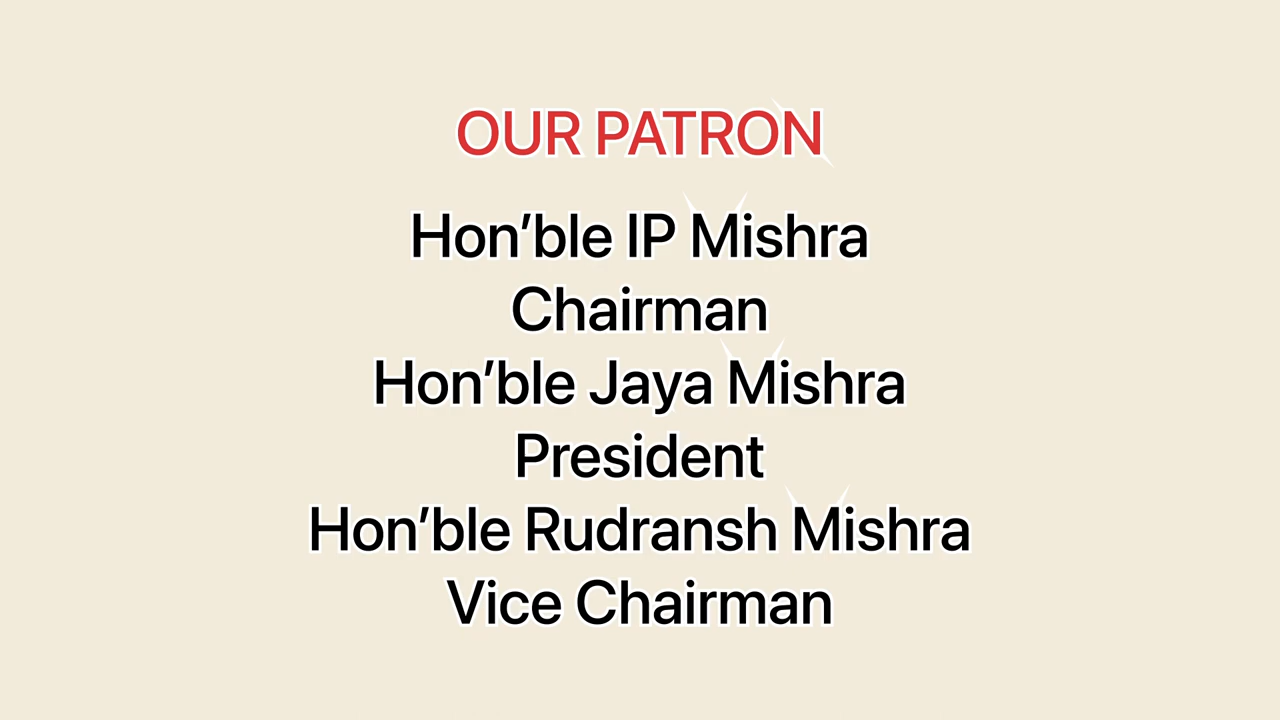 OUR PATRON
Hon’ble IP Mishra
Chairman
Hon’ble Jaya Mishra
President
Hon’ble Rudransh Mishra
Vice Chairman